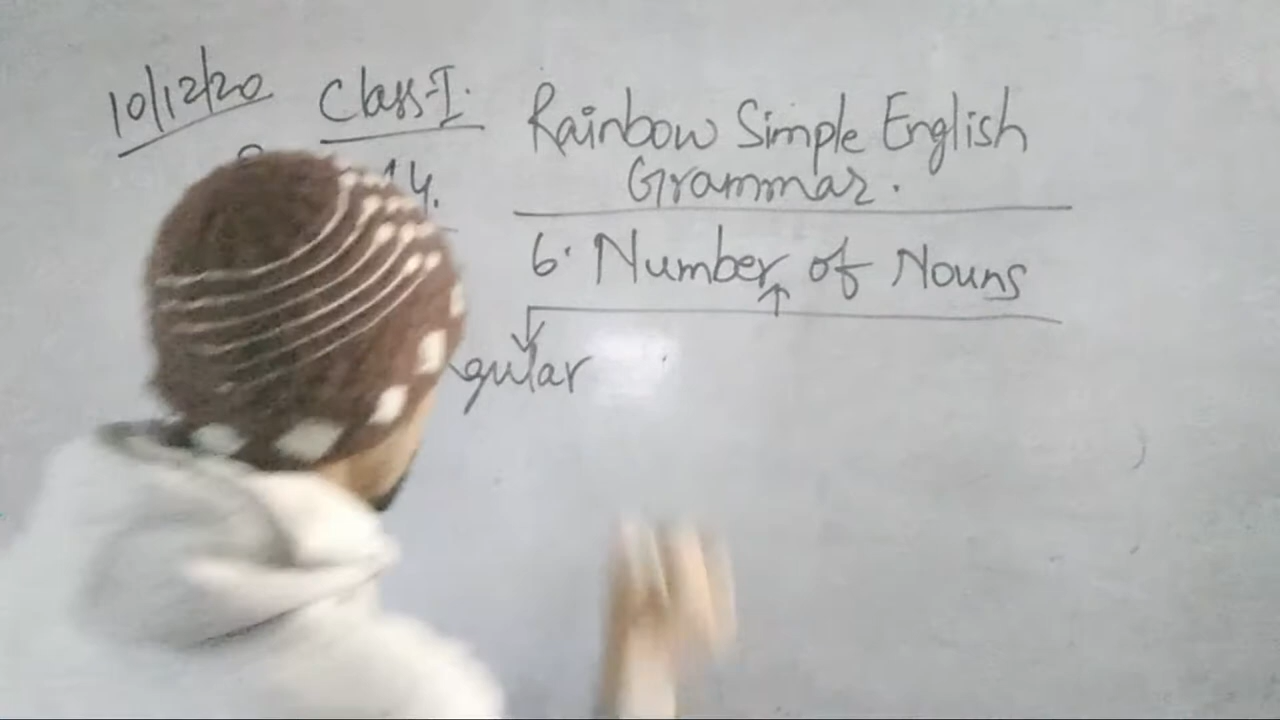 10/12/20 Class-I. Rainbow Simple English
Grammar.
14.
6. Number of Nouns
gular